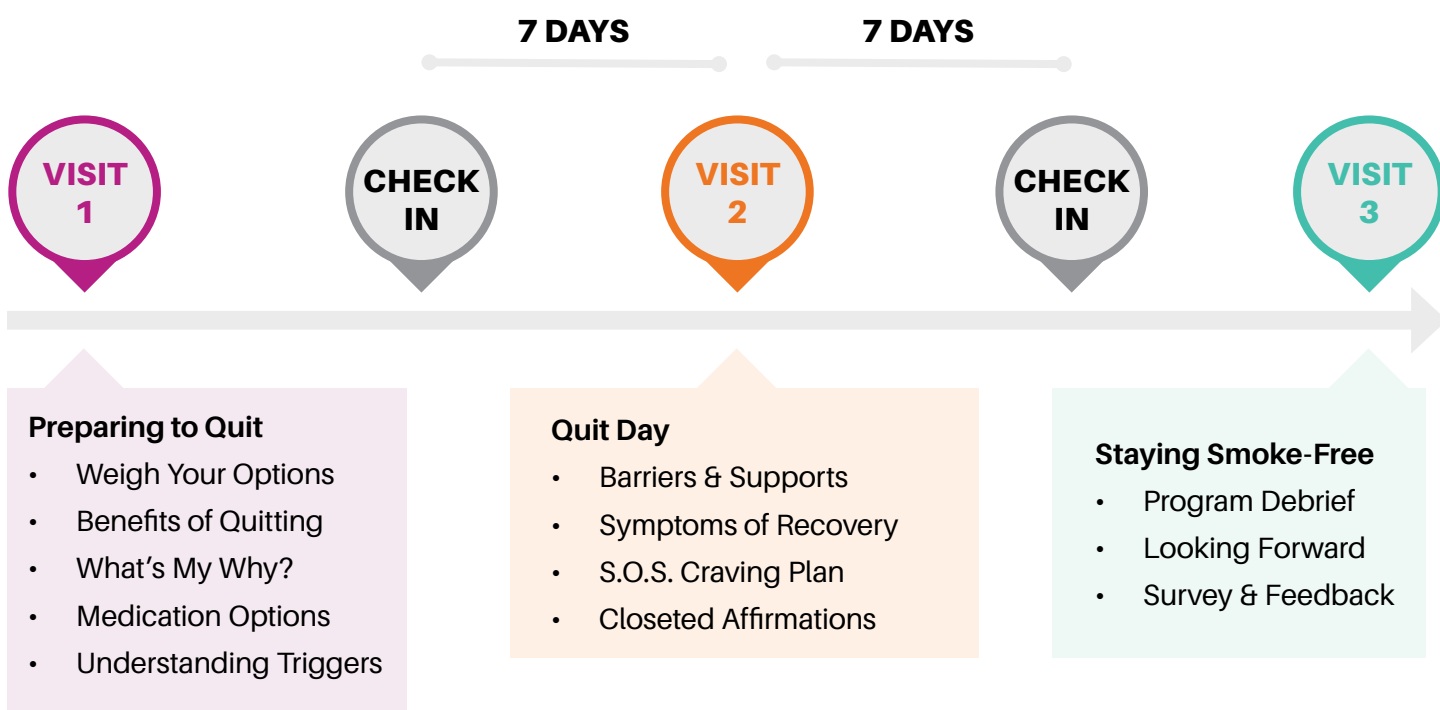 7 DAYS
7 DAYS
VISIT
1
CHECK
IN
VISIT
2
CHECK
IN
VISIT
3
Preparing to Quit
• Weigh Your Options
• Benefits of Quitting
• What's My Why?
• Medication Options
• Understanding Triggers
Quit Day
• Barriers & Supports
• Symptoms of Recovery
• S.O.S. Craving Plan
• Closeted Affirmations
Staying Smoke-Free
• Program Debrief
• Looking Forward
• Survey & Feedback